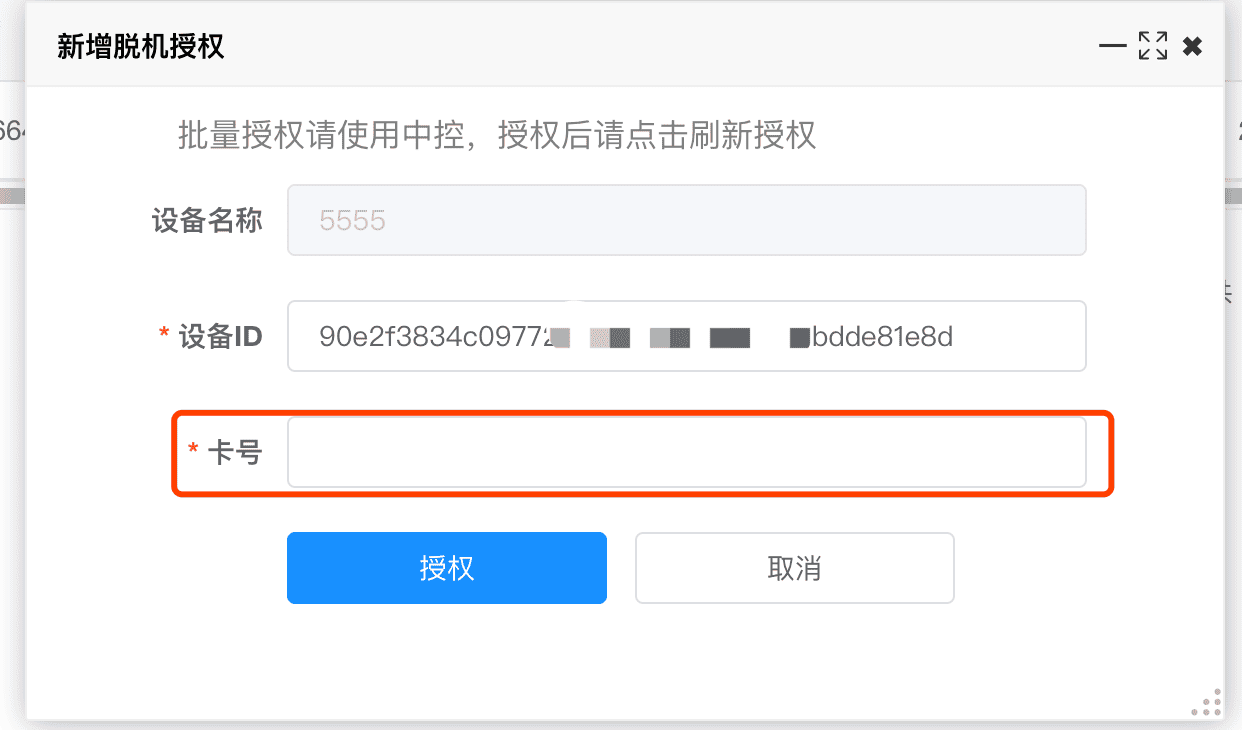 新增脱机授权
批量授权请使用中控，授权后请点击刷新授权
设备名称 5555
* 设备ID 90e2f3834c0977 bdde81e8d
* 卡号
授权 取消